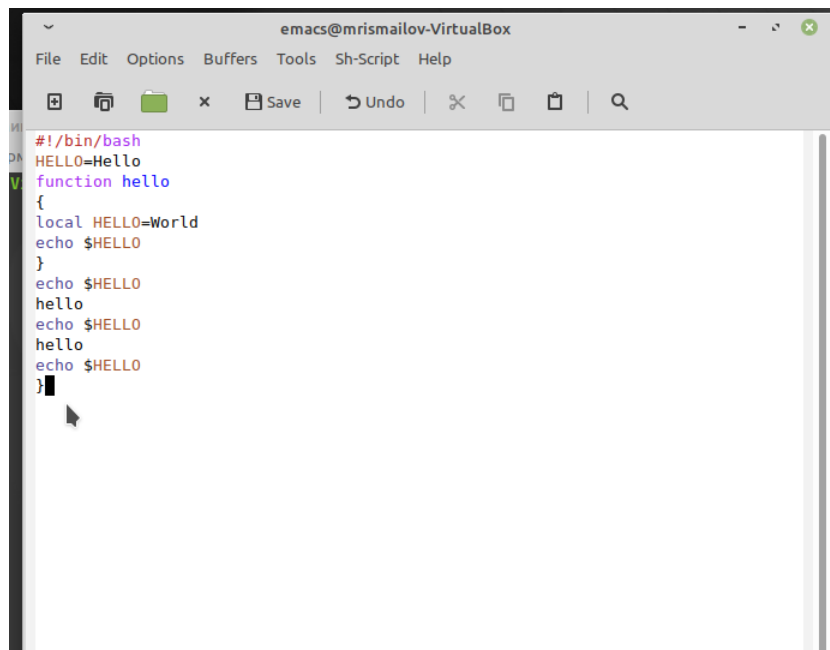 emacs@mrismailov-VirtualBox
File Edit Options Buffers Tools Sh-Script Help
Save Undo
#!/bin/bash
HELLO=Hello
function hello
{
local HELLO=World
echo $HELLO
}
echo $HELLO
hello
echo $HELLO
hello
echo $HELLO
}